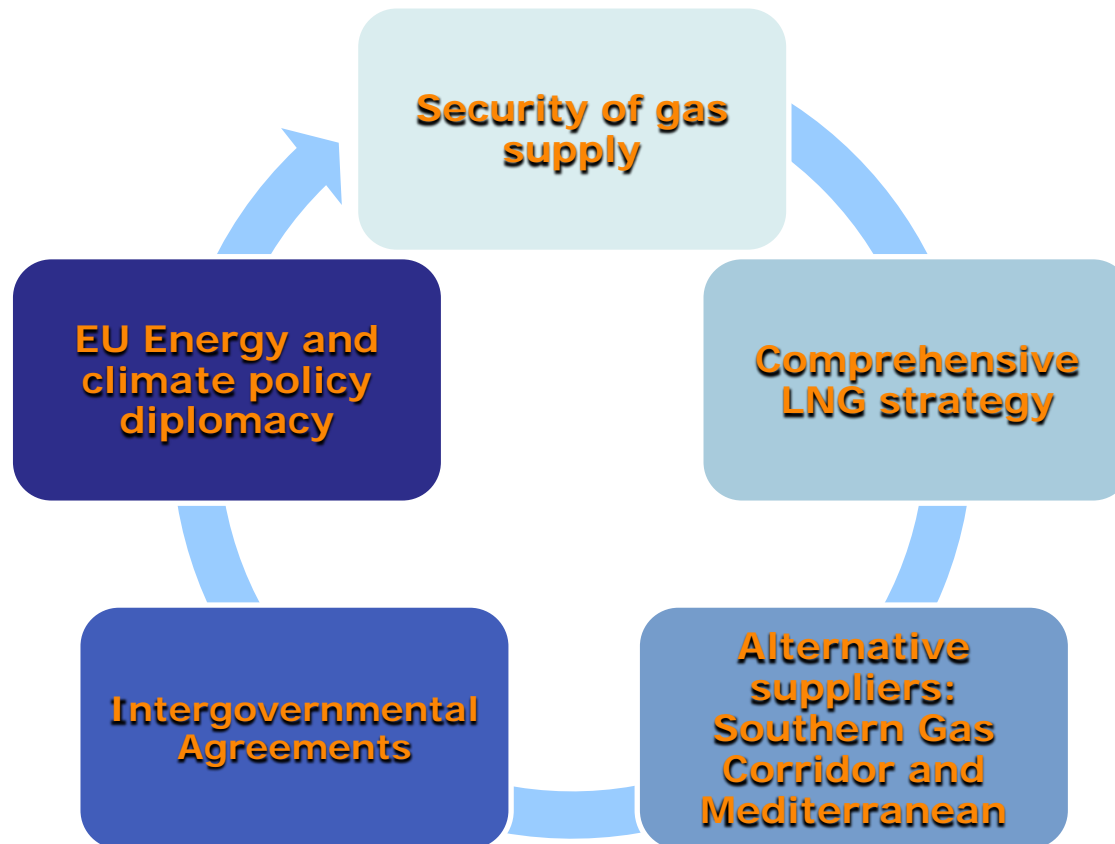 Security of gas
supply
Comprehensive
LNG strategy
Alternative
suppliers:
Southern Gas
Corridor and
Mediterranean
Intergovernmental
Agreements
EU Energy and
climate policy
diplomacy